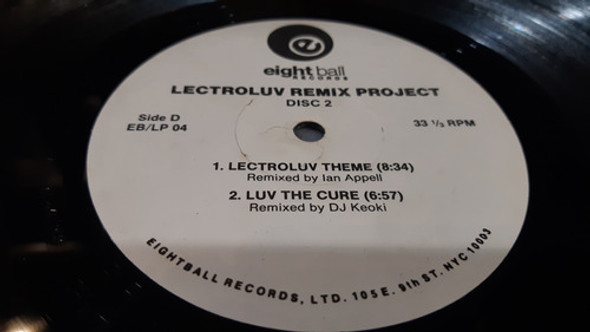 e
eightball
RECORDS
LECTROLUV REMIX PROJECT
DISC 2
Side D
EB/LP 04
33 ⅓ RPM
1. LECTROLUV THEME (8:34)
Remixed by Ian Appell
2. LUV THE CURE (6:57)
Remixed by DJ Keoki
EIGHTBALL RECORDS, LTD. 105 E. 9th ST. NYC 10003